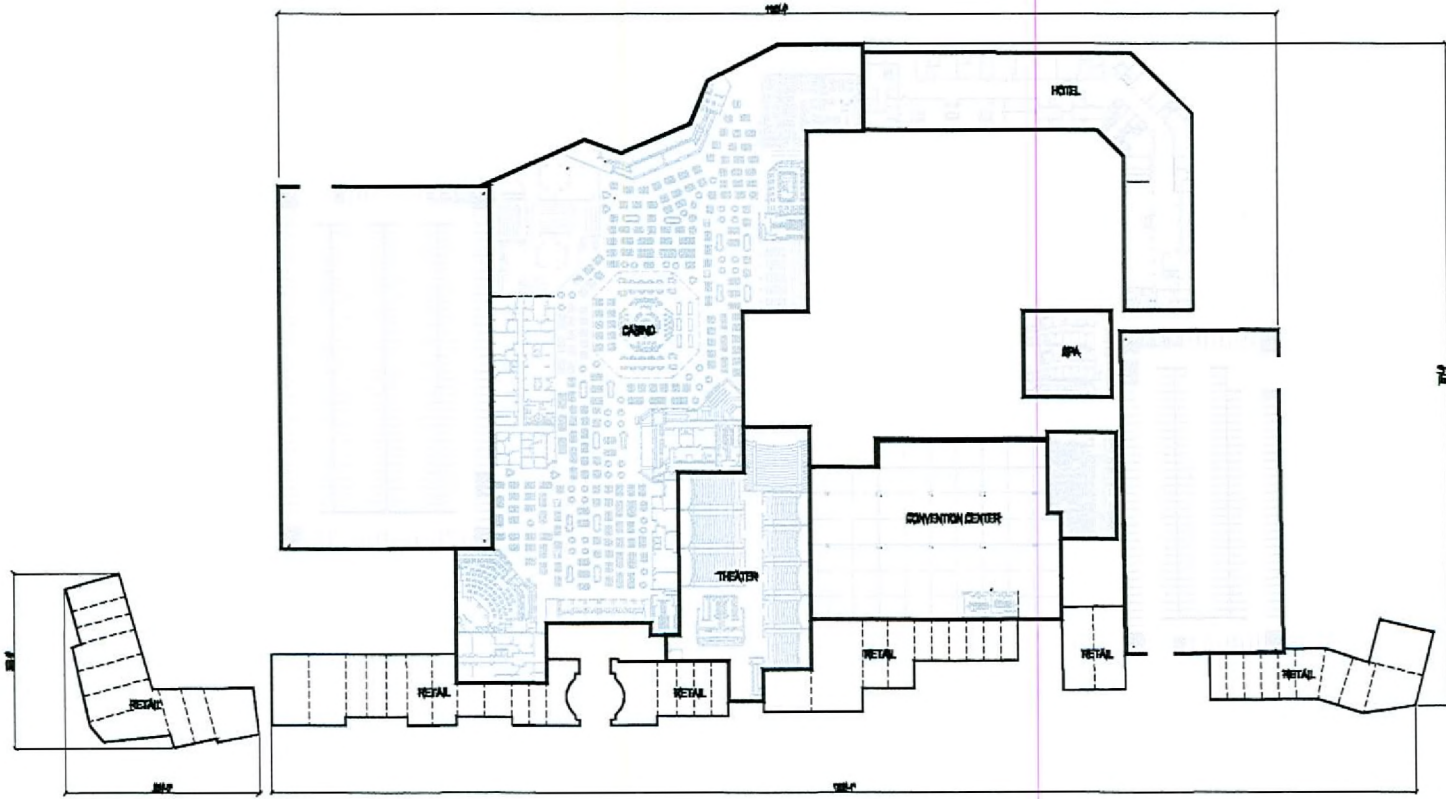 HOTEL
CASINO
SPA
CONVENTION CENTER
THEATER
RETAIL
RETAIL
RETAIL
RETAIL
RETAIL
RETAIL